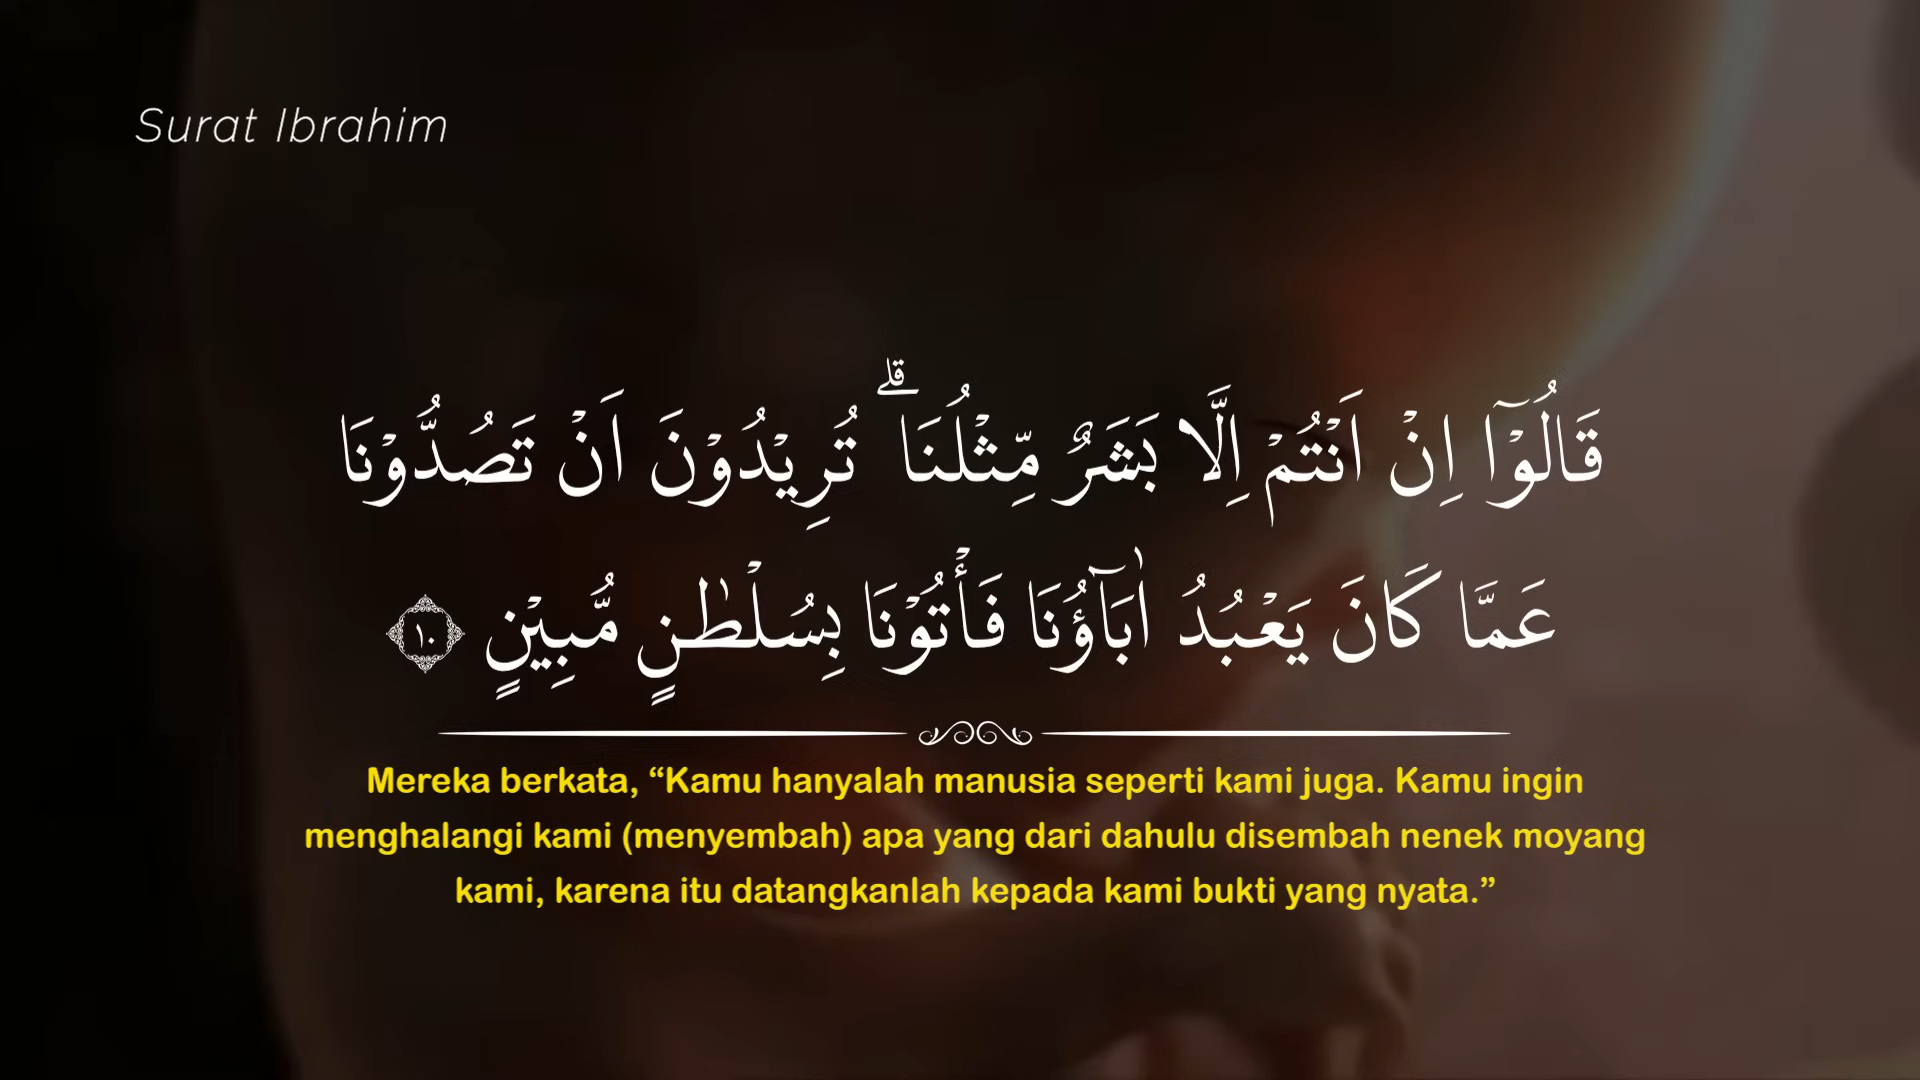 Surat Ibrahim
قَالُوْٓا اِنْ اَنْتُمْ اِلَّا بَشَرٌ مِّثْلُنَا ۗ تُرِيْدُوْنَ اَنْ تَصُدُّوْنَا
عَمَّا كَانَ يَعْبُدُ اٰبَاۤؤُنَا فَأْتُوْنَا بِسُلْطٰنٍ مُّبِيْنٍ ١٠
Mereka berkata, “Kamu hanyalah manusia seperti kami juga. Kamu ingin
menghalangi kami (menyembah) apa yang dari dahulu disembah nenek moyang
kami, karena itu datangkanlah kepada kami bukti yang nyata.”